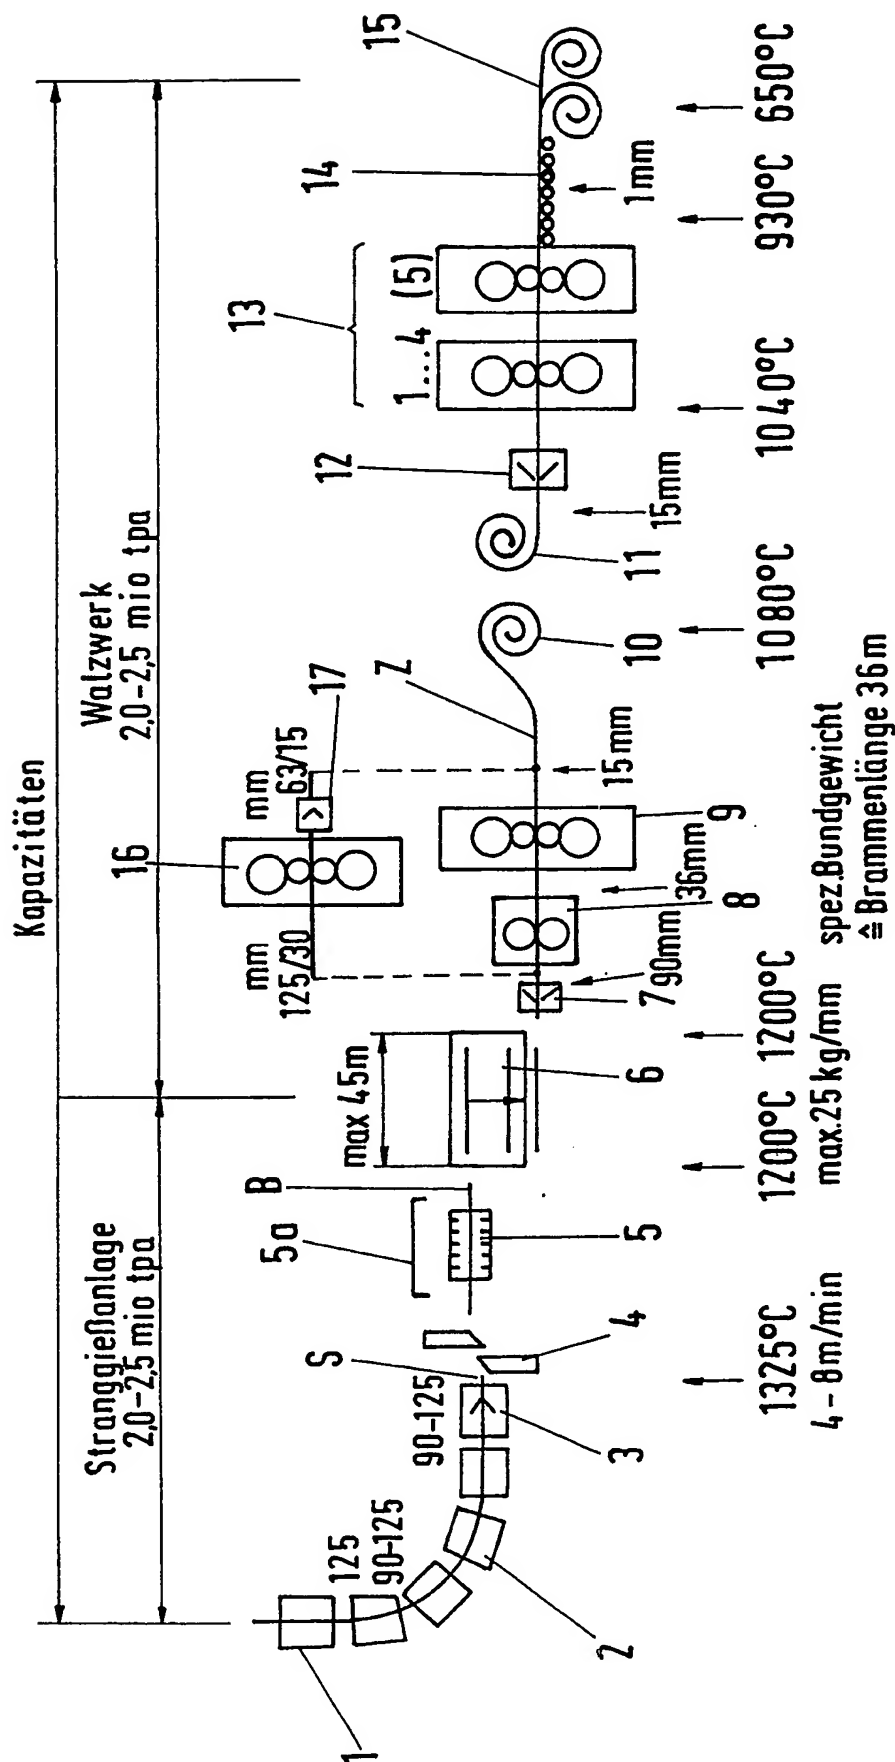 Kapazitäten
Stranggießanlage
2,0-2,5 mio tpa
Walzwerk
2,0-2,5 mio tpa
1
125
90-125
2
90-125
3
S
4
5a
B
5
max 45m
6
7
90mm
8
36mm
9
mm
125/30
16
mm
63/15
17
15mm
Z
10
11
15mm
12
13
1...4
(5)
14
1mm
15
1325°C
4-8m/min
1200°C
1200°C
max.25kg/mm
spez.Bundgewicht
≙ Brammenlänge 36m
1080°C
1040°C
930°C
650°C